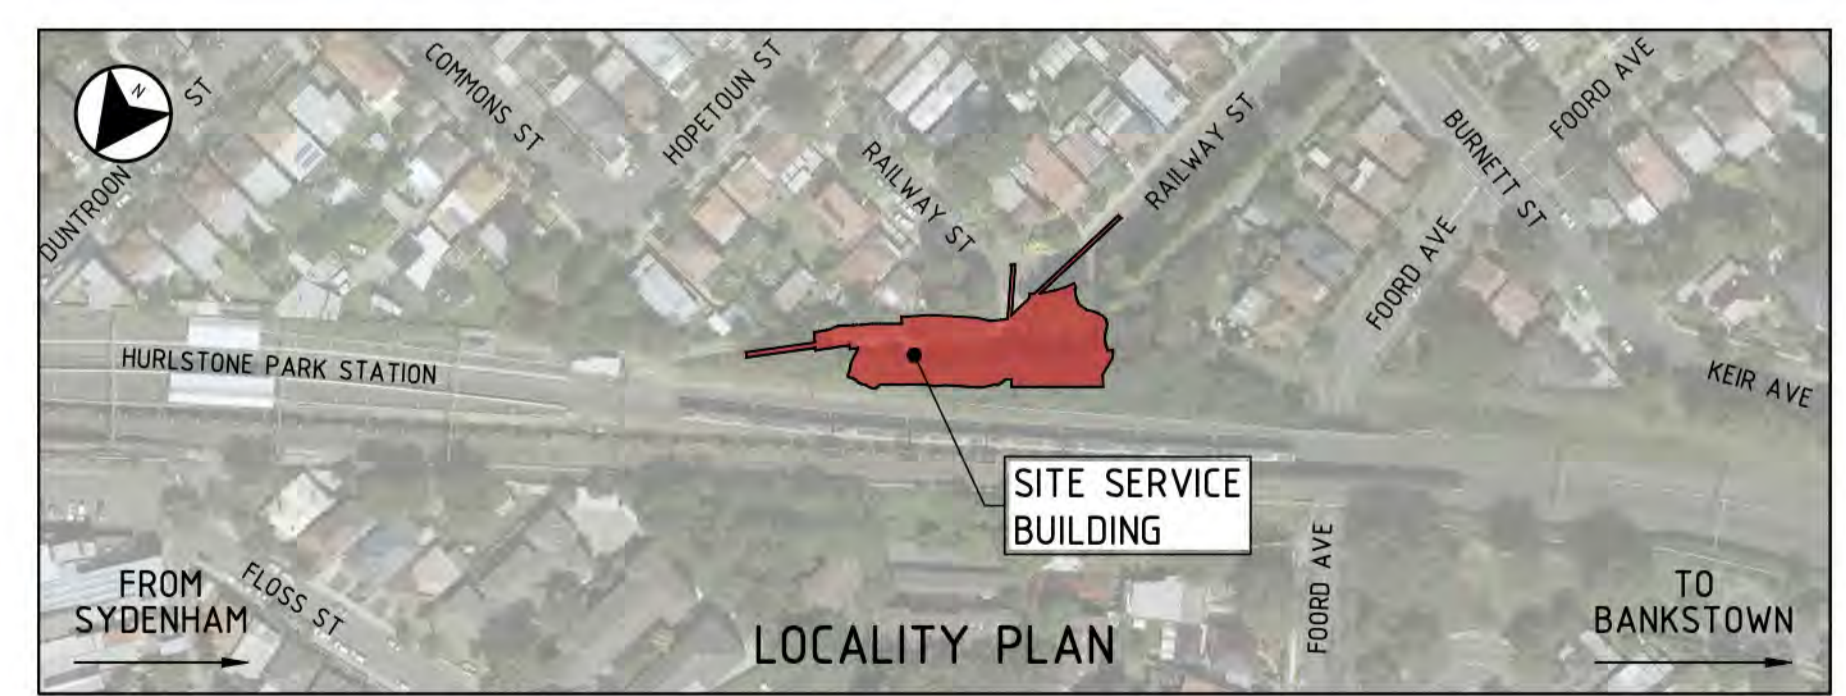 N
ST
DUNTROON
COMMONS ST
HOPETOUN ST
RAILWAY ST
RAILWAY ST
BURNETT ST
FOORD AVE
FOORD AVE
KEIR AVE
HURLSTONE PARK STATION
SITE SERVICE
BUILDING
FOORD AVE
FLOSS ST
FROM
SYDENHAM
LOCALITY PLAN
TO
BANKSTOWN